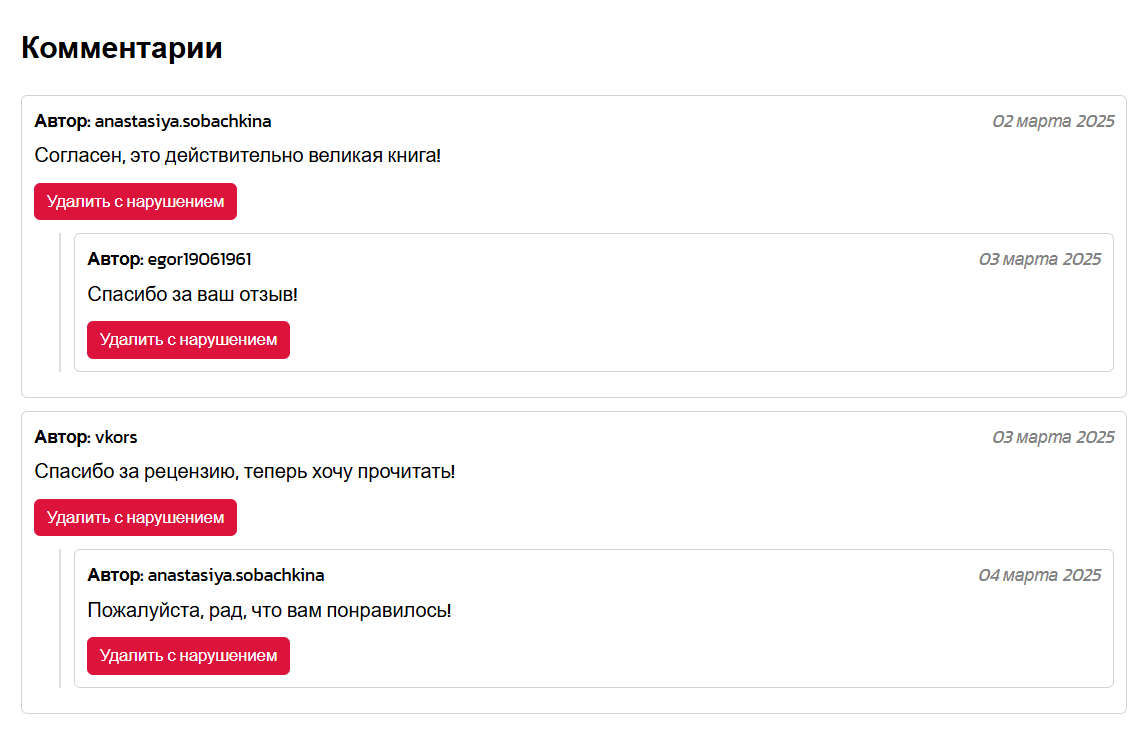 Комментарии
Автор: anastasiya.sobachkina 02 марта 2025
Согласен, это действительно великая книга!
Удалить с нарушением
Автор: egor19061961 03 марта 2025
Спасибо за ваш отзыв!
Удалить с нарушением
Автор: vkors 03 марта 2025
Спасибо за рецензию, теперь хочу прочитать!
Удалить с нарушением
Автор: anastasiya.sobachkina 04 марта 2025
Пожалуйста, рад, что вам понравилось!
Удалить с нарушением